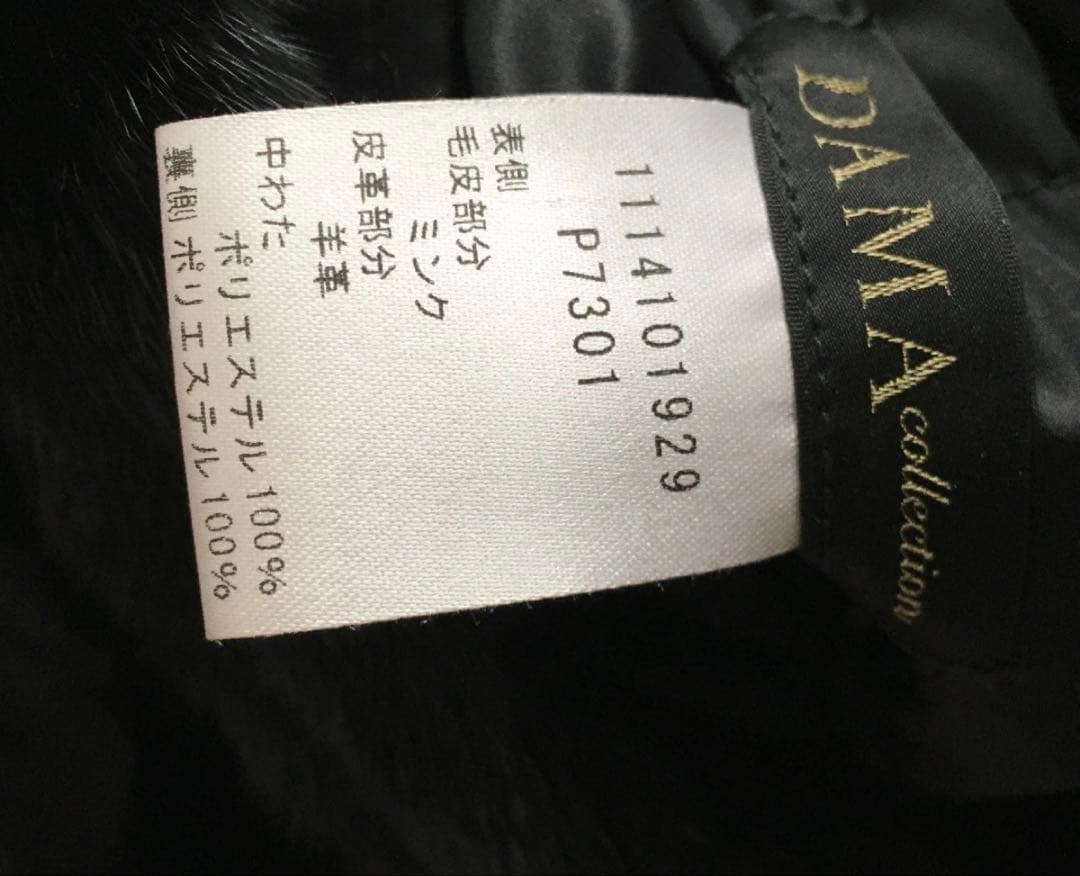 DAMA collection
1114101929
P7301
表側
毛皮部分
ミンク
皮革部分
羊革
中わた
ポリエステル100%
裏側 ポリエステル100%